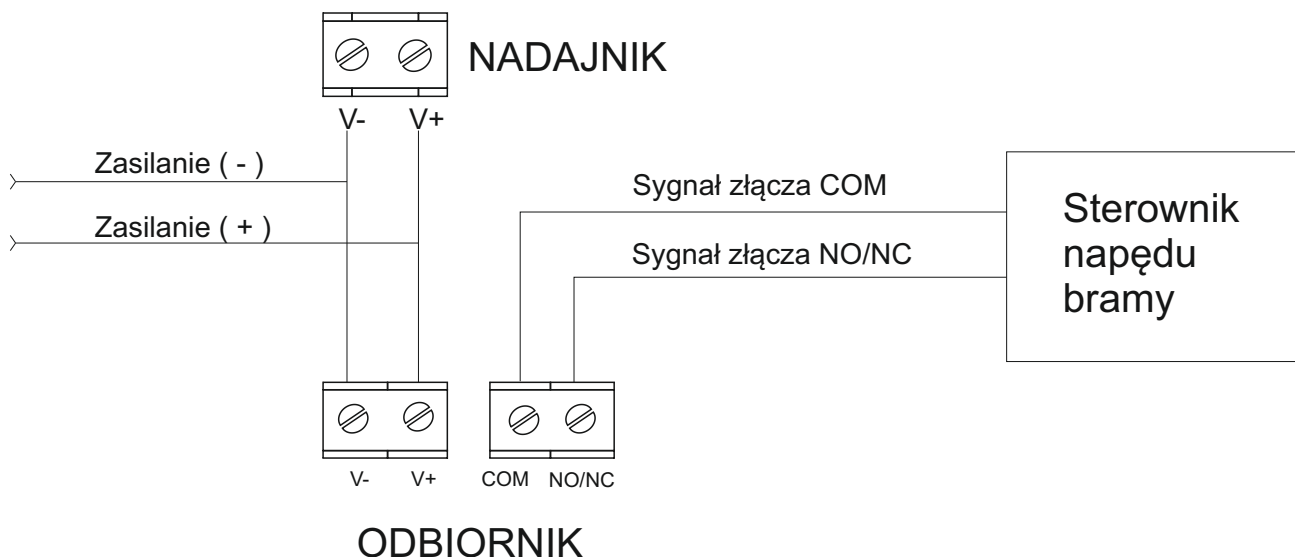 NADAJNIK
V- V+
Zasilanie ( - )
Zasilanie ( + )
Sygnał złącza COM
Sygnał złącza NO/NC
Sterownik
napędu
bramy
V- V+ COM NO/NC
ODBIORNIK